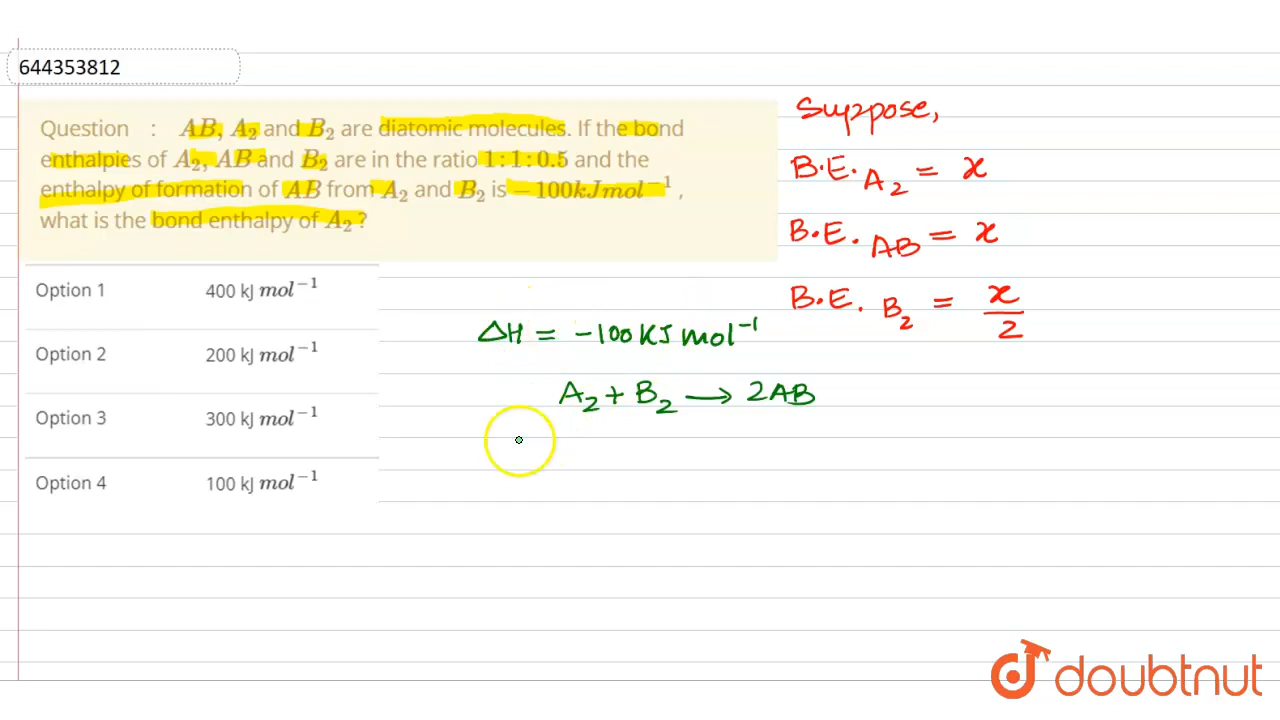 644353812
Question : AB, A₂ and B₂ are diatomic molecules. If the bond
enthalpies of A₂, AB and B₂ are in the ratio 1 : 1 : 0.5 and the
enthalpy of formation of AB from A₂ and B₂ is −100kJmol⁻¹ ,
what is the bond enthalpy of A₂ ?
Option 1 400 kJ mol⁻¹
Option 2 200 kJ mol⁻¹
Option 3 300 kJ mol⁻¹
Option 4 100 kJ mol⁻¹
Suppose,
B.E. A₂ = x
B.E. AB = x
B.E. B₂ = x/2
ΔH = −100 KJ mol⁻¹
A₂ + B₂ → 2AB
doubtnut